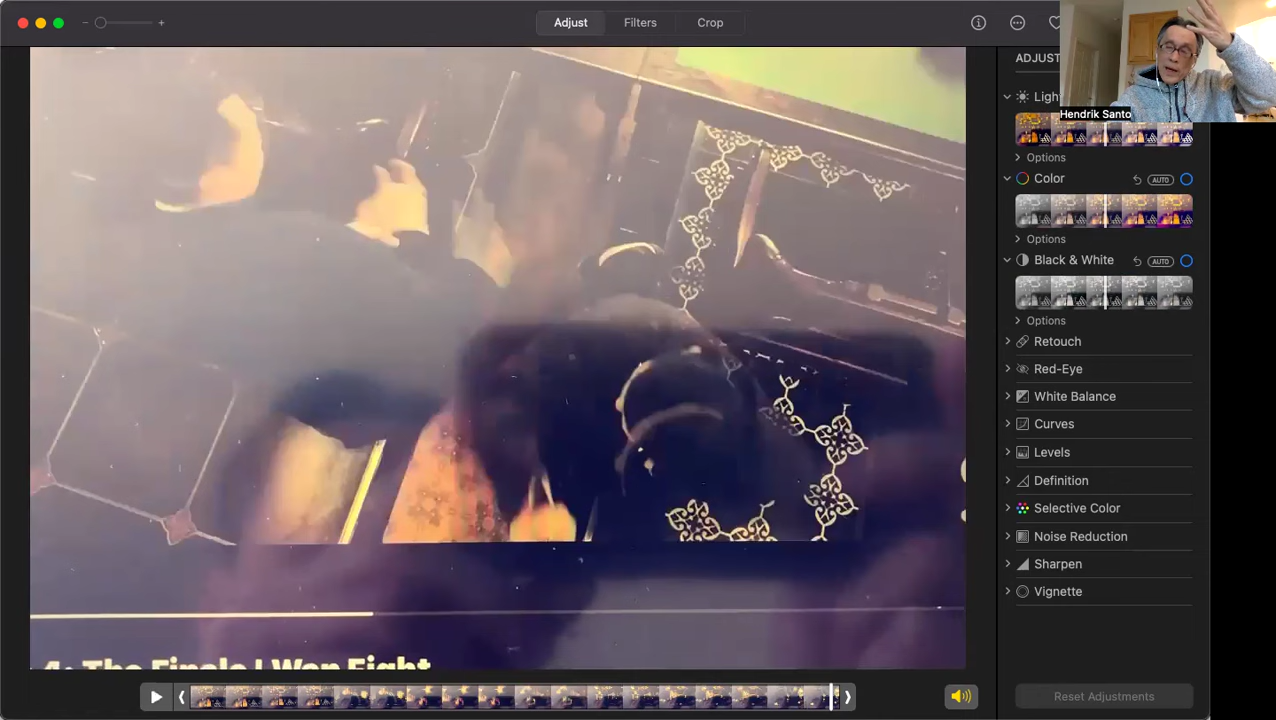 Adjust
Filters
Crop
Hendrik Santo
Options
Color
AUTO
Options
Black & White
AUTO
Options
Retouch
Red-Eye
White Balance
Curves
Levels
Definition
Selective Color
Noise Reduction
Sharpen
Vignette
Reset Adjustments